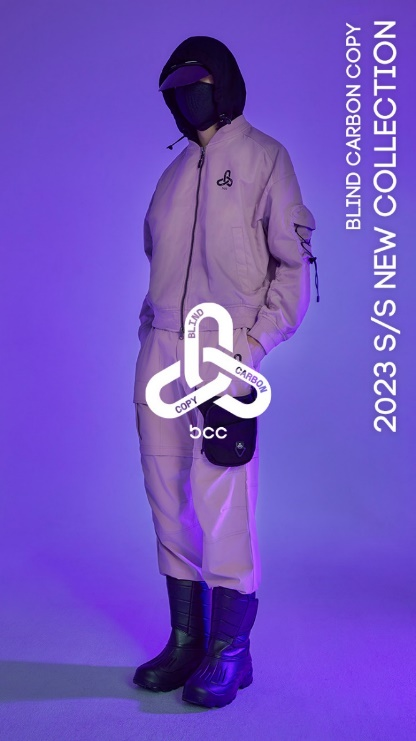 BLIND CARBON COPY
2023 S/S NEW COLLECTION
BLIND
CARBON
COPY
bcc